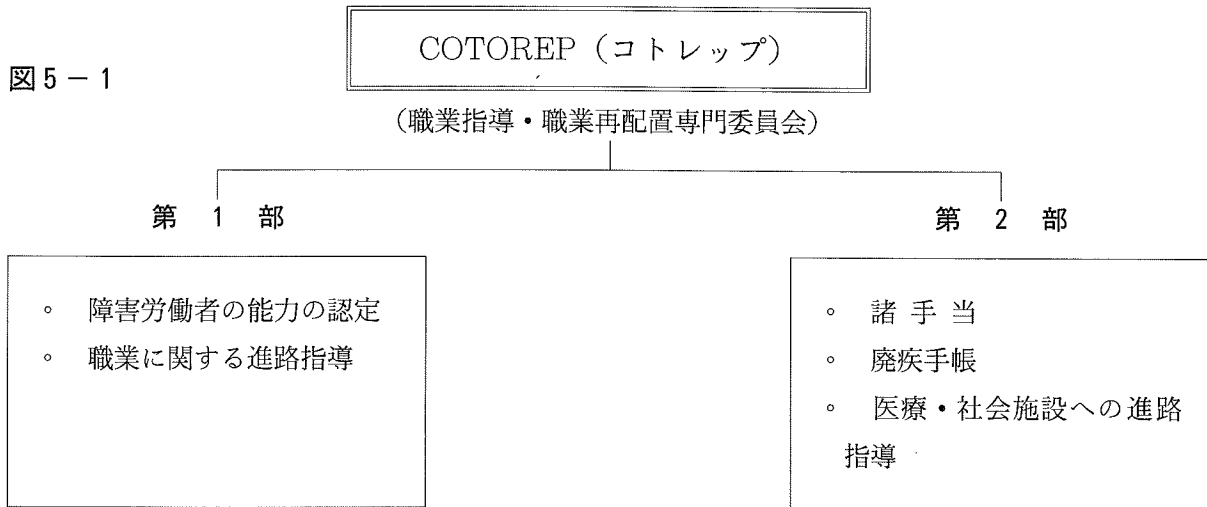 図5－1
COTOREP（コトレップ）
（職業指導・職業再配置専門委員会）
第 1 部
。 障害労働者の能力の認定
。 職業に関する進路指導
第 2 部
。 諸 手 当
。 廃疾手帳
。 医療・社会施設への進路
指導